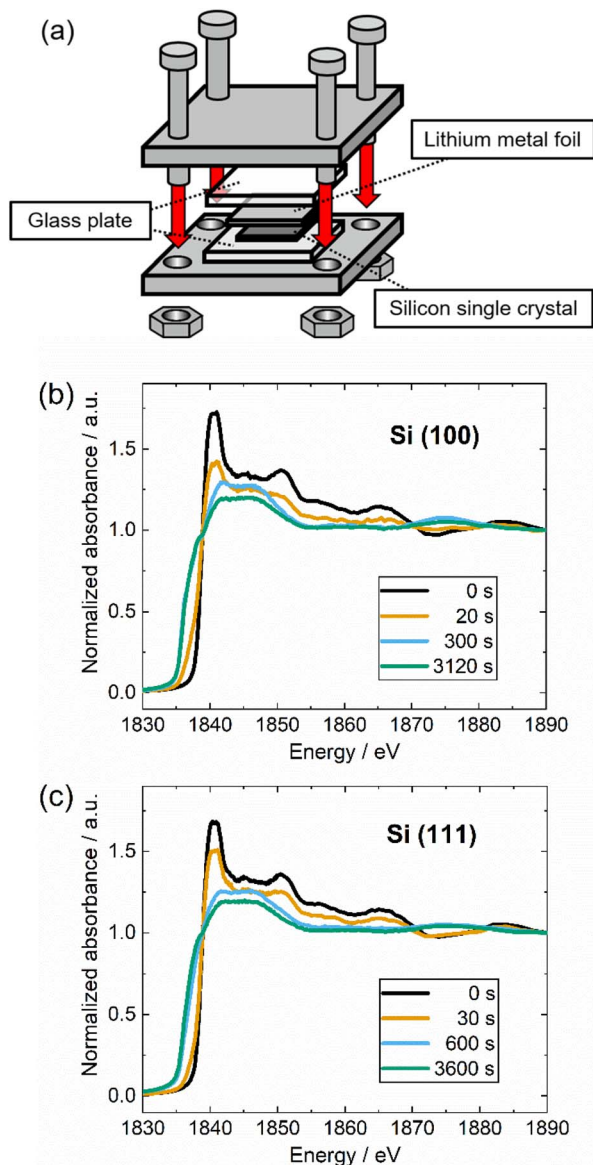 (a)
Lithium metal foil
Glass plate
Silicon single crystal
(b)
Si (100)
Normalized absorbance / a.u.
1.5
1.0
0.5
0.0
0 s
20 s
300 s
3120 s
1830 1840 1850 1860 1870 1880 1890
Energy / eV
(c)
Si (111)
Normalized absorbance / a.u.
1.5
1.0
0.5
0.0
0 s
30 s
600 s
3600 s
1830 1840 1850 1860 1870 1880 1890
Energy / eV